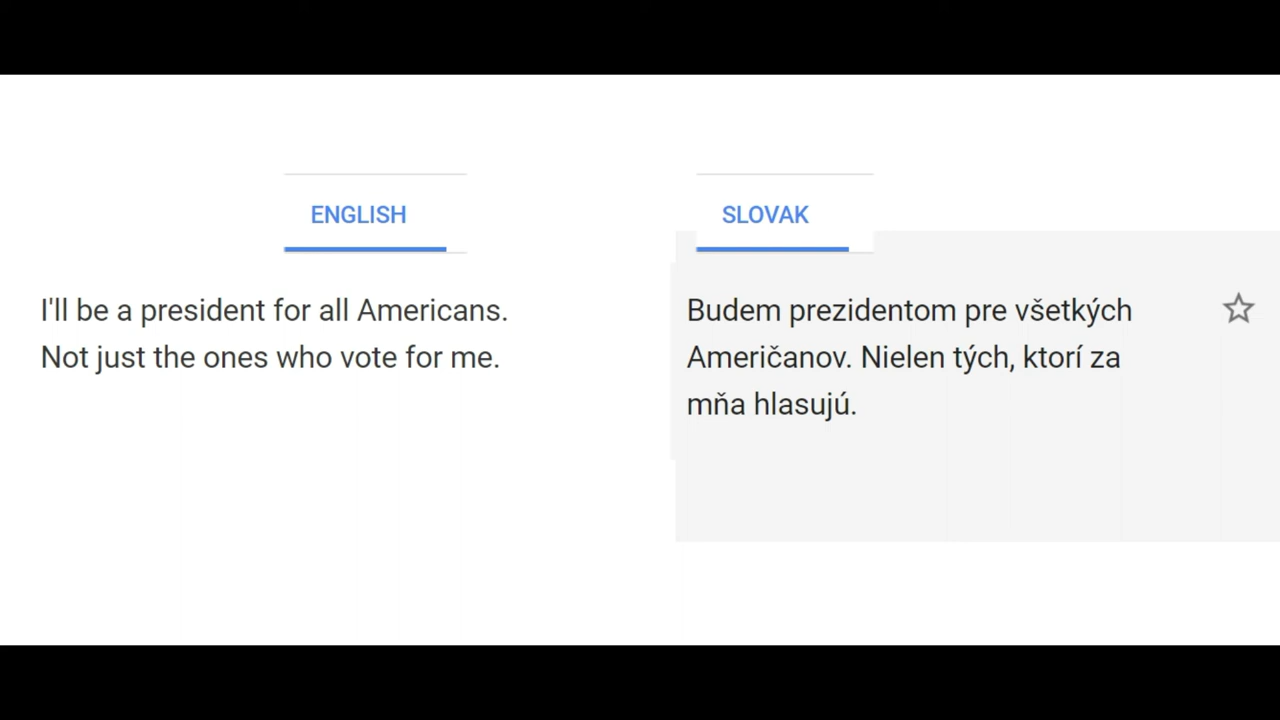 ENGLISH
I'll be a president for all Americans.
Not just the ones who vote for me.
SLOVAK
Budem prezidentom pre všetkých
Američanov. Nielen tých, ktorí za
mňa hlasujú.